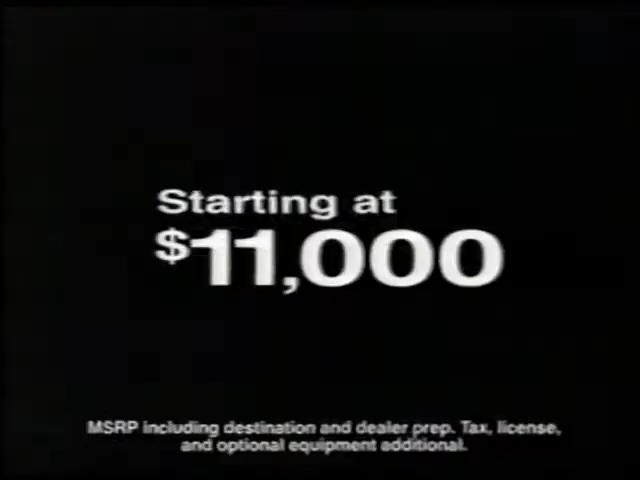 Starting at
$11,000
MSRP including destination and dealer prep. Tax, license,
and optional equipment additional.